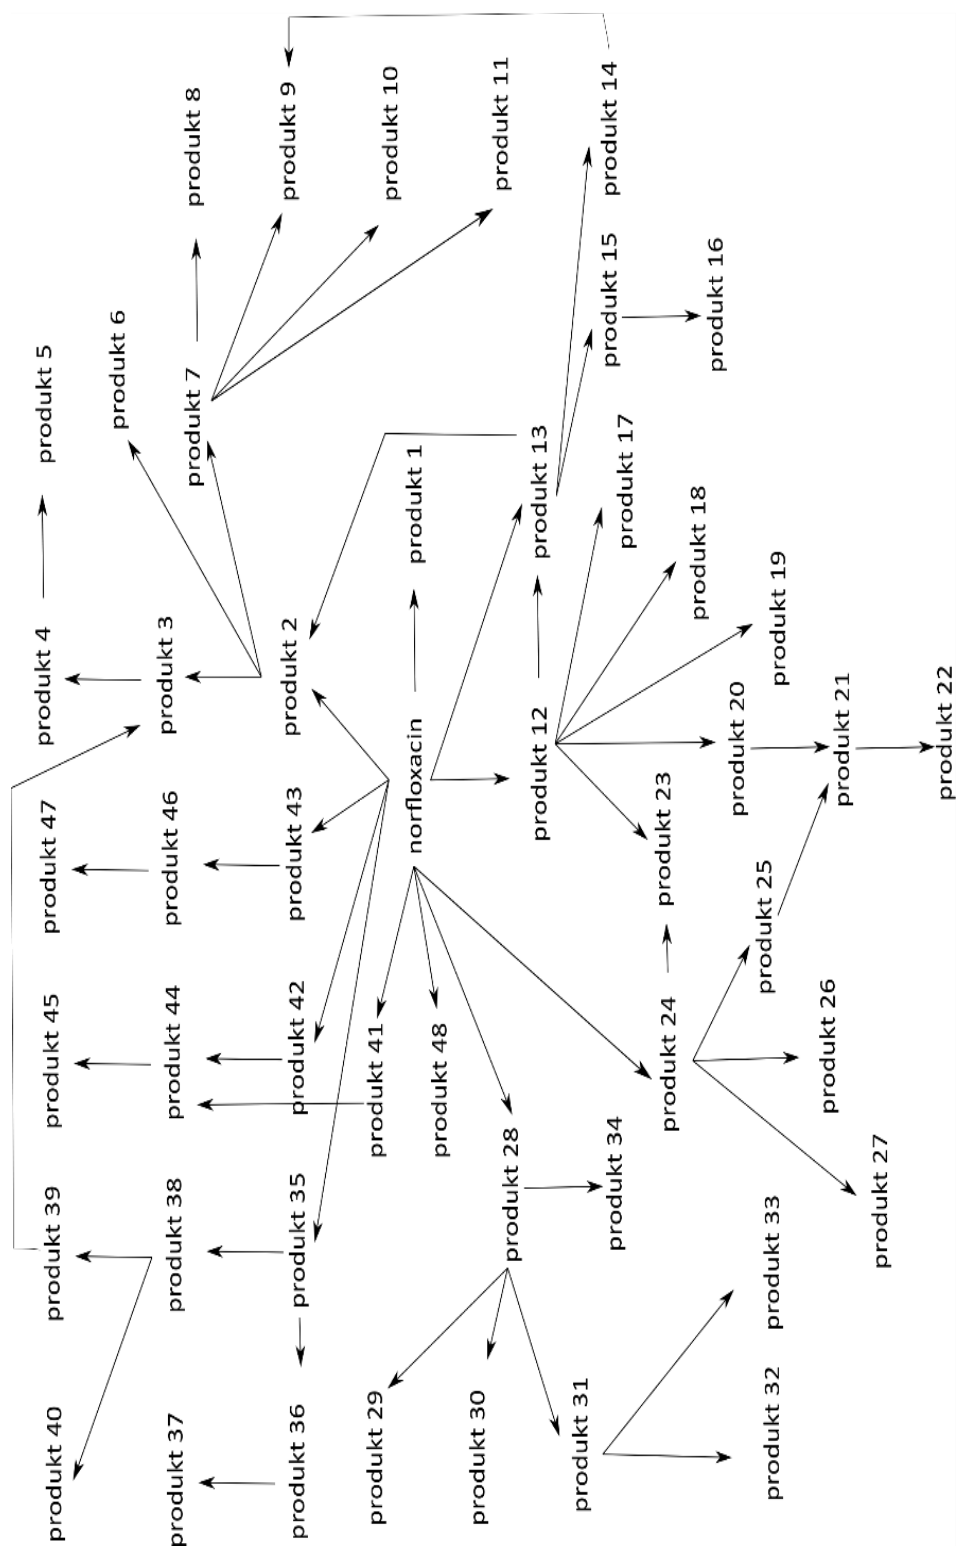 produkt 40
produkt 39
produkt 45
produkt 47
produkt 4
produkt 5
produkt 6
produkt 37
produkt 38
produkt 44
produkt 46
produkt 3
produkt 7
produkt 8
produkt 36
produkt 35
produkt 42
produkt 43
produkt 2
produkt 9
produkt 29
produkt 41
norfloxacin
produkt 1
produkt 10
produkt 30
produkt 48
produkt 28
produkt 11
produkt 31
produkt 12
produkt 13
produkt 34
produkt 17
produkt 15
produkt 14
produkt 24
produkt 23
produkt 18
produkt 16
produkt 20
produkt 32
produkt 33
produkt 25
produkt 19
produkt 26
produkt 21
produkt 27
produkt 22